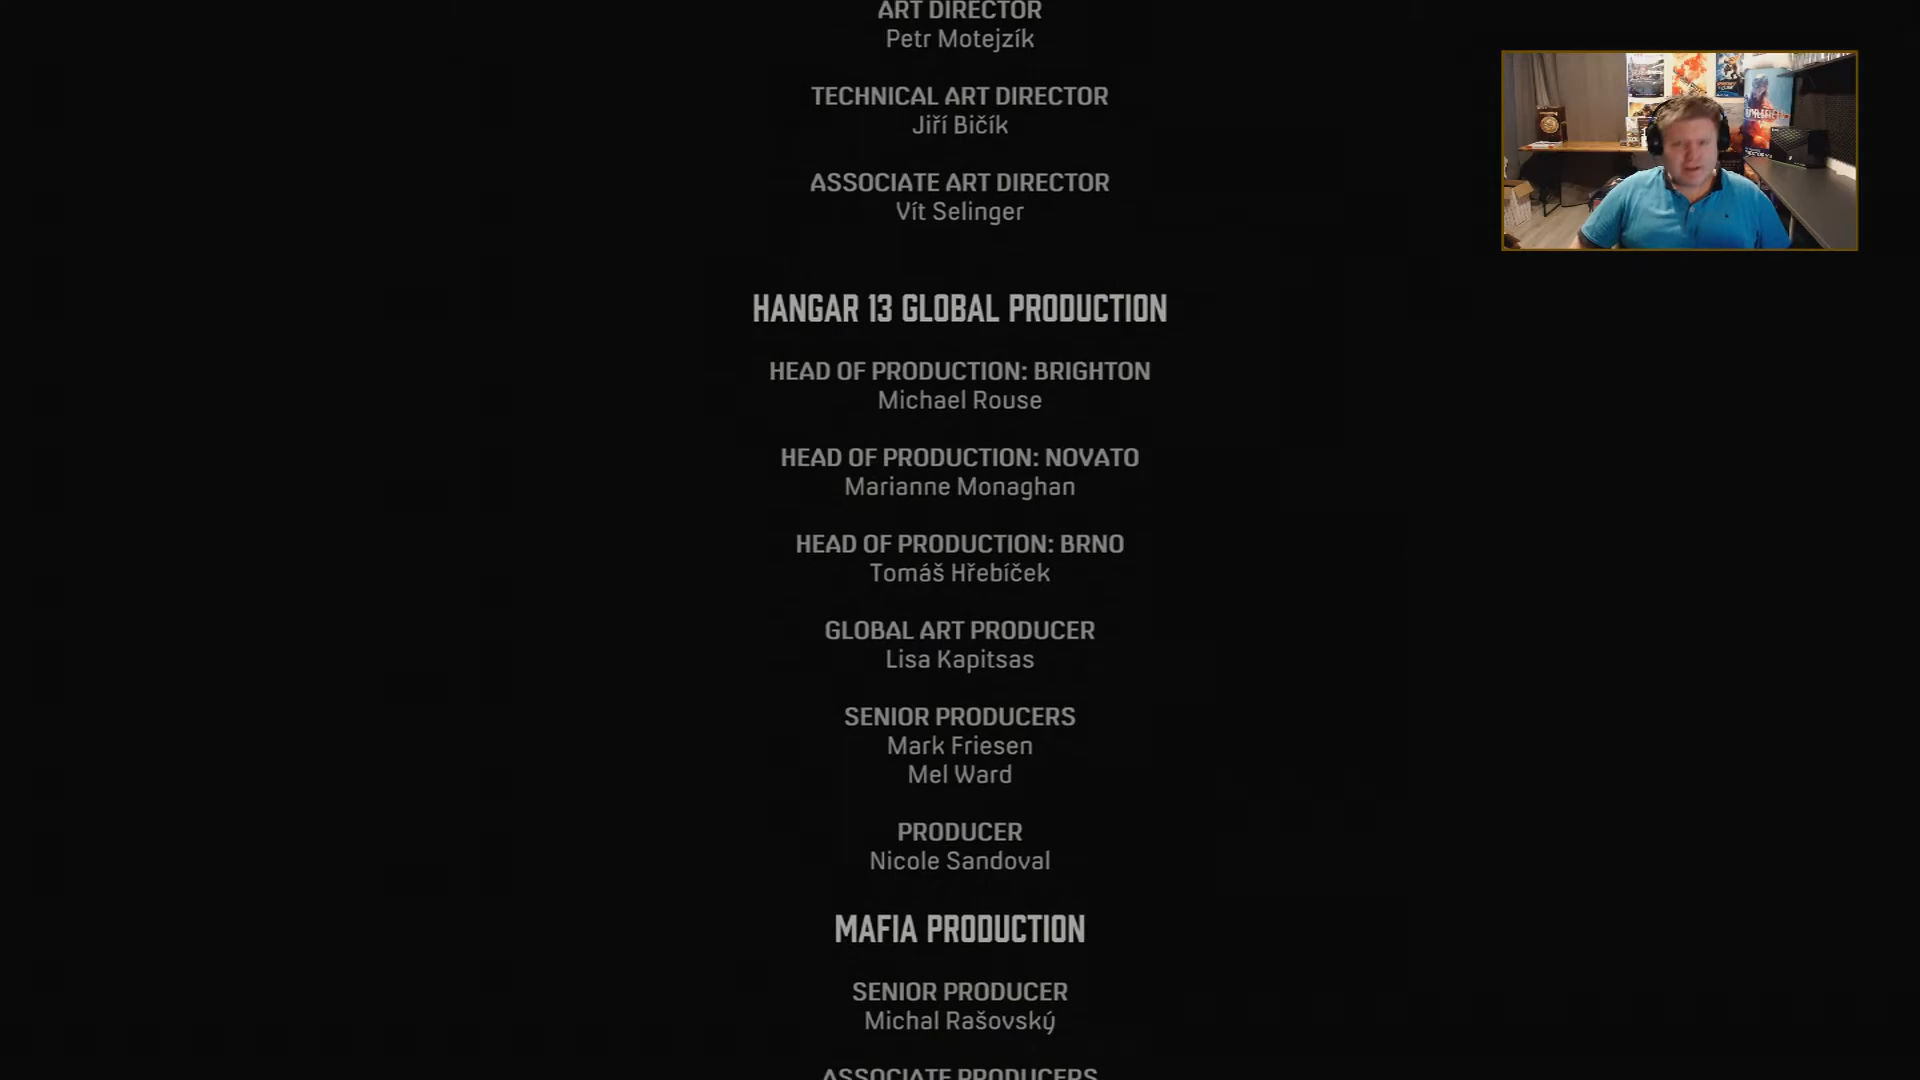 ART DIRECTOR
Petr Motejzík
TECHNICAL ART DIRECTOR
Jiří Bičík
ASSOCIATE ART DIRECTOR
Vít Selinger
HANGAR 13 GLOBAL PRODUCTION
HEAD OF PRODUCTION: BRIGHTON
Michael Rouse
HEAD OF PRODUCTION: NOVATO
Marianne Monaghan
HEAD OF PRODUCTION: BRNO
Tomáš Hřebíček
GLOBAL ART PRODUCER
Lisa Kapitsas
SENIOR PRODUCERS
Mark Friesen
Mel Ward
PRODUCER
Nicole Sandoval
MAFIA PRODUCTION
SENIOR PRODUCER
Michal Rašovský
ASSOCIATE PRODUCERS